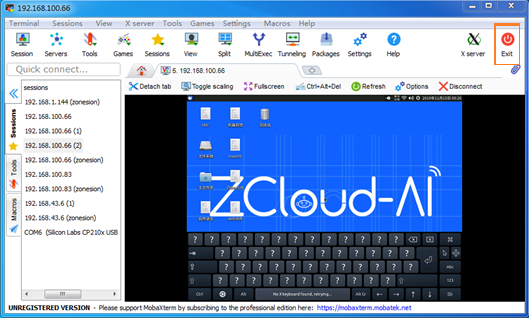 192.168.100.66
Terminal Sessions View X server Tools Games Settings Macros Help
Session Servers Tools Games Sessions View Split MultiExec Tunneling Packages Settings Help X server Exit
Quick connect...
5. 192.168.100.66
Detach tab Toggle scaling Fullscreen Ctrl+Alt+Del Refresh Options Disconnect
Sessions
Tools
Macros
sessions
192.168.1.144 (zonesion)
192.168.100.66
192.168.100.66 (1)
192.168.100.66 (2)
192.168.100.66 (zonesion)
192.168.100.83
192.168.100.83 (zonesion)
192.168.43.6 (1)
192.168.43.6 (zonesion)
COM6 (Silicon Labs CP210x USB
ZCloud-AI
? ? ? ? ? ? ? ? ? ? ? ?
? ? ? ? ? ? ? ? ? ? ? ?
? ? ? ? ? ? ? ? ? ? ?
? ? ? ? ? ? ? ? ? ?
Ctrl Alt No keyboard found, retrying...
UNREGISTERED VERSION - Please support MobaXterm by subscribing to the professional edition here: https://mobaxterm.mobatek.net